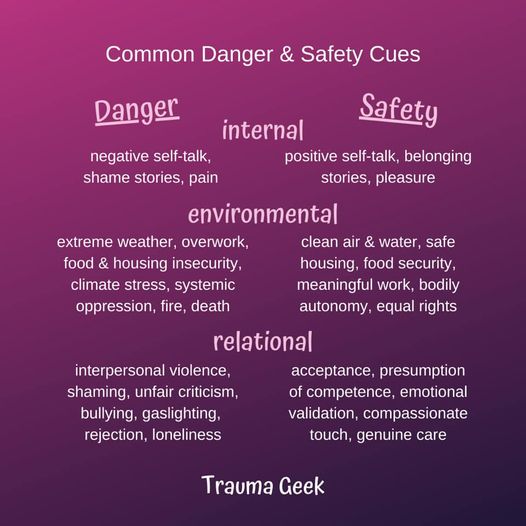 Common Danger & Safety Cues
Danger
Safety
internal
negative self-talk,
shame stories, pain
positive self-talk, belonging
stories, pleasure
environmental
extreme weather, overwork,
food & housing insecurity,
climate stress, systemic
oppression, fire, death
clean air & water, safe
housing, food security,
meaningful work, bodily
autonomy, equal rights
relational
interpersonal violence,
shaming, unfair criticism,
bullying, gaslighting,
rejection, loneliness
acceptance, presumption
of competence, emotional
validation, compassionate
touch, genuine care
Trauma Geek